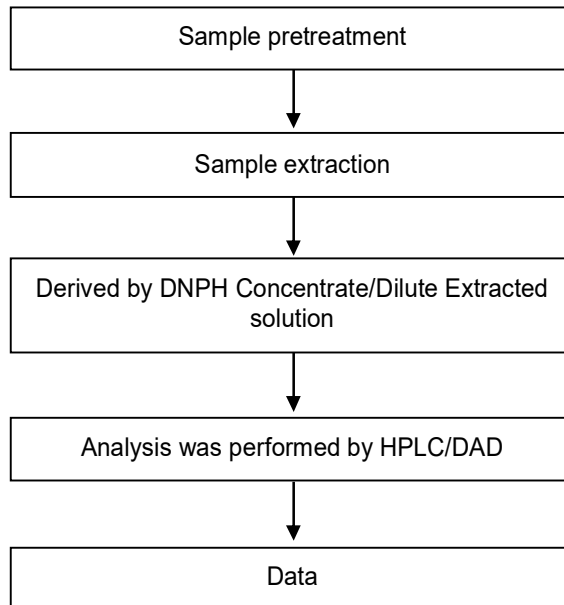 Sample pretreatment
Sample extraction
Derived by DNPH Concentrate/Dilute Extracted
solution
Analysis was performed by HPLC/DAD
Data